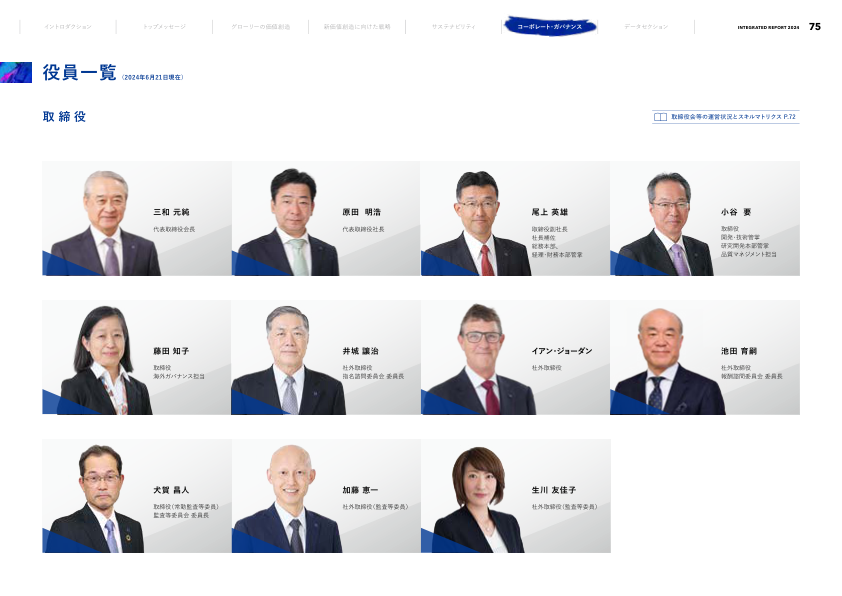 イントロダクション
トップメッセージ
グローリーの価値創造
新価値創造に向けた戦略
サステナビリティ
コーポレート・ガバナンス
データセクション
INTEGRATED REPORT 2024 75
役員一覧（2024年6月21日現在）
取締役
取締役会等の運営状況とスキルマトリクス P.72
三和 元純
代表取締役会長
原田 明浩
代表取締役社長
尾上 英雄
取締役副社長
社長補佐
総務本部、
経理・財務本部管掌
小谷 要
取締役
開発・技術管掌
研究開発本部管掌
品質マネジメント担当
藤田 知子
取締役
海外ガバナンス担当
井城 讓治
社外取締役
指名諮問委員会 委員長
イアン・ジョーダン
社外取締役
池田 育嗣
社外取締役
報酬諮問委員会 委員長
犬賀 昌人
取締役（常勤監査等委員）
監査等委員会 委員長
加藤 恵一
社外取締役（監査等委員）
生川 友佳子
社外取締役（監査等委員）